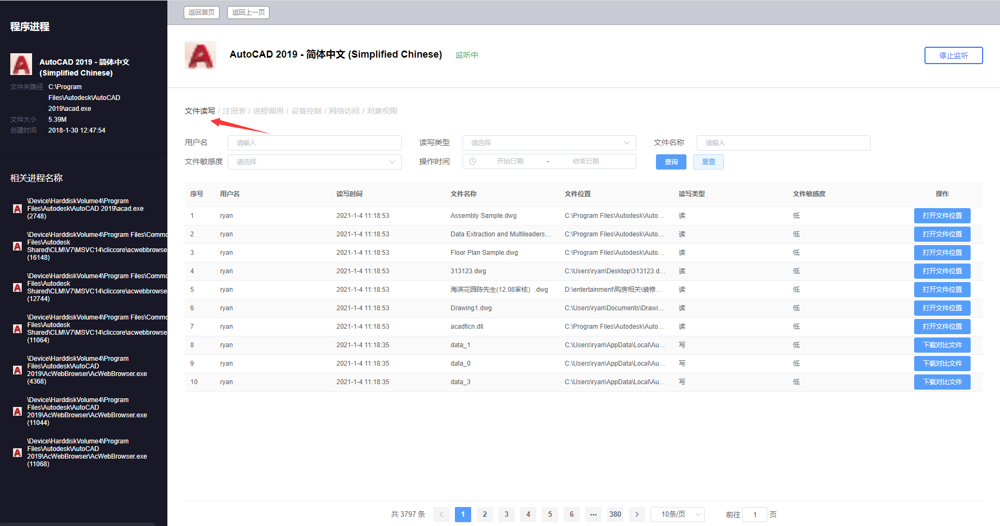 返回首页 返回上一页
程序进程
AutoCAD 2019 - 简体中文
(Simplified Chinese)
文件夹路径 C:\Program
Files\Autodesk\AutoCAD
2019\acad.exe
文件大小 5.39M
创建时间 2018-1-30 12:47:54
相关进程名称
\Device\HarddiskVolume4\Program
Files\Autodesk\AutoCAD 2019\acad.exe
(2748)
\Device\HarddiskVolume4\Program Files\Commo
Files\Autodesk
Shared\CLM\V7\MSVC14\cliccore\acwebbrowse
(16148)
\Device\HarddiskVolume4\Program Files\Commo
Files\Autodesk
Shared\CLM\V7\MSVC14\cliccore\acwebbrowse
(12744)
\Device\HarddiskVolume4\Program Files\Commo
Files\Autodesk
Shared\CLM\V7\MSVC14\cliccore\acwebbrowse
(11064)
\Device\HarddiskVolume4\Program
Files\Autodesk\AutoCAD
2019\AcWebBrowser\AcWebBrowser.exe
(4368)
\Device\HarddiskVolume4\Program
Files\Autodesk\AutoCAD
2019\AcWebBrowser\AcWebBrowser.exe
(11044)
\Device\HarddiskVolume4\Program
Files\Autodesk\AutoCAD
2019\AcWebBrowser\AcWebBrowser.exe
(11068)
AutoCAD 2019 - 简体中文 (Simplified Chinese) 监听中 停止监听
文件读写 / 注册表 / 进程调用 / 设备控制 / 网络访问 / 对象权限
用户名 请输入 读写类型 请选择 文件名称 请输入
文件敏感度 请选择 操作时间 开始日期 - 结束日期 查询 重置
序号 用户名 读写时间 文件名称 文件位置 读写类型 文件敏感度 操作
1 ryan 2021-1-4 11:18:53 Assembly Sample.dwg C:\Program Files\Autodesk\Auto... 读 低 打开文件位置
2 ryan 2021-1-4 11:18:53 Data Extraction and Multileaders... C:\Program Files\Autodesk\Auto... 读 低 打开文件位置
3 ryan 2021-1-4 11:18:53 Floor Plan Sample.dwg C:\Program Files\Autodesk\Auto... 读 低 打开文件位置
4 ryan 2021-1-4 11:18:53 313123.dwg C:\Users\ryan\Desktop\313123.d... 读 低 打开文件位置
5 ryan 2021-1-4 11:18:53 海滨花园陈先生(12.08审核）.dwg D:\entertainment\购房相关\装修... 读 低 打开文件位置
6 ryan 2021-1-4 11:18:53 Drawing1.dwg C:\Users\ryan\Documents\Drawi... 读 低 打开文件位置
7 ryan 2021-1-4 11:18:53 acadficn.dll C:\Program Files\Autodesk\Auto... 读 低 打开文件位置
8 ryan 2021-1-4 11:18:35 data_1 C:\Users\ryan\AppData\Local\Au... 写 低 下载对比文件
9 ryan 2021-1-4 11:18:35 data_0 C:\Users\ryan\AppData\Local\Au... 写 低 下载对比文件
10 ryan 2021-1-4 11:18:35 data_3 C:\Users\ryan\AppData\Local\Au... 写 低 下载对比文件
共 3797 条 < 1 2 3 4 5 6 ••• 380 > 10条/页 前往 1 页